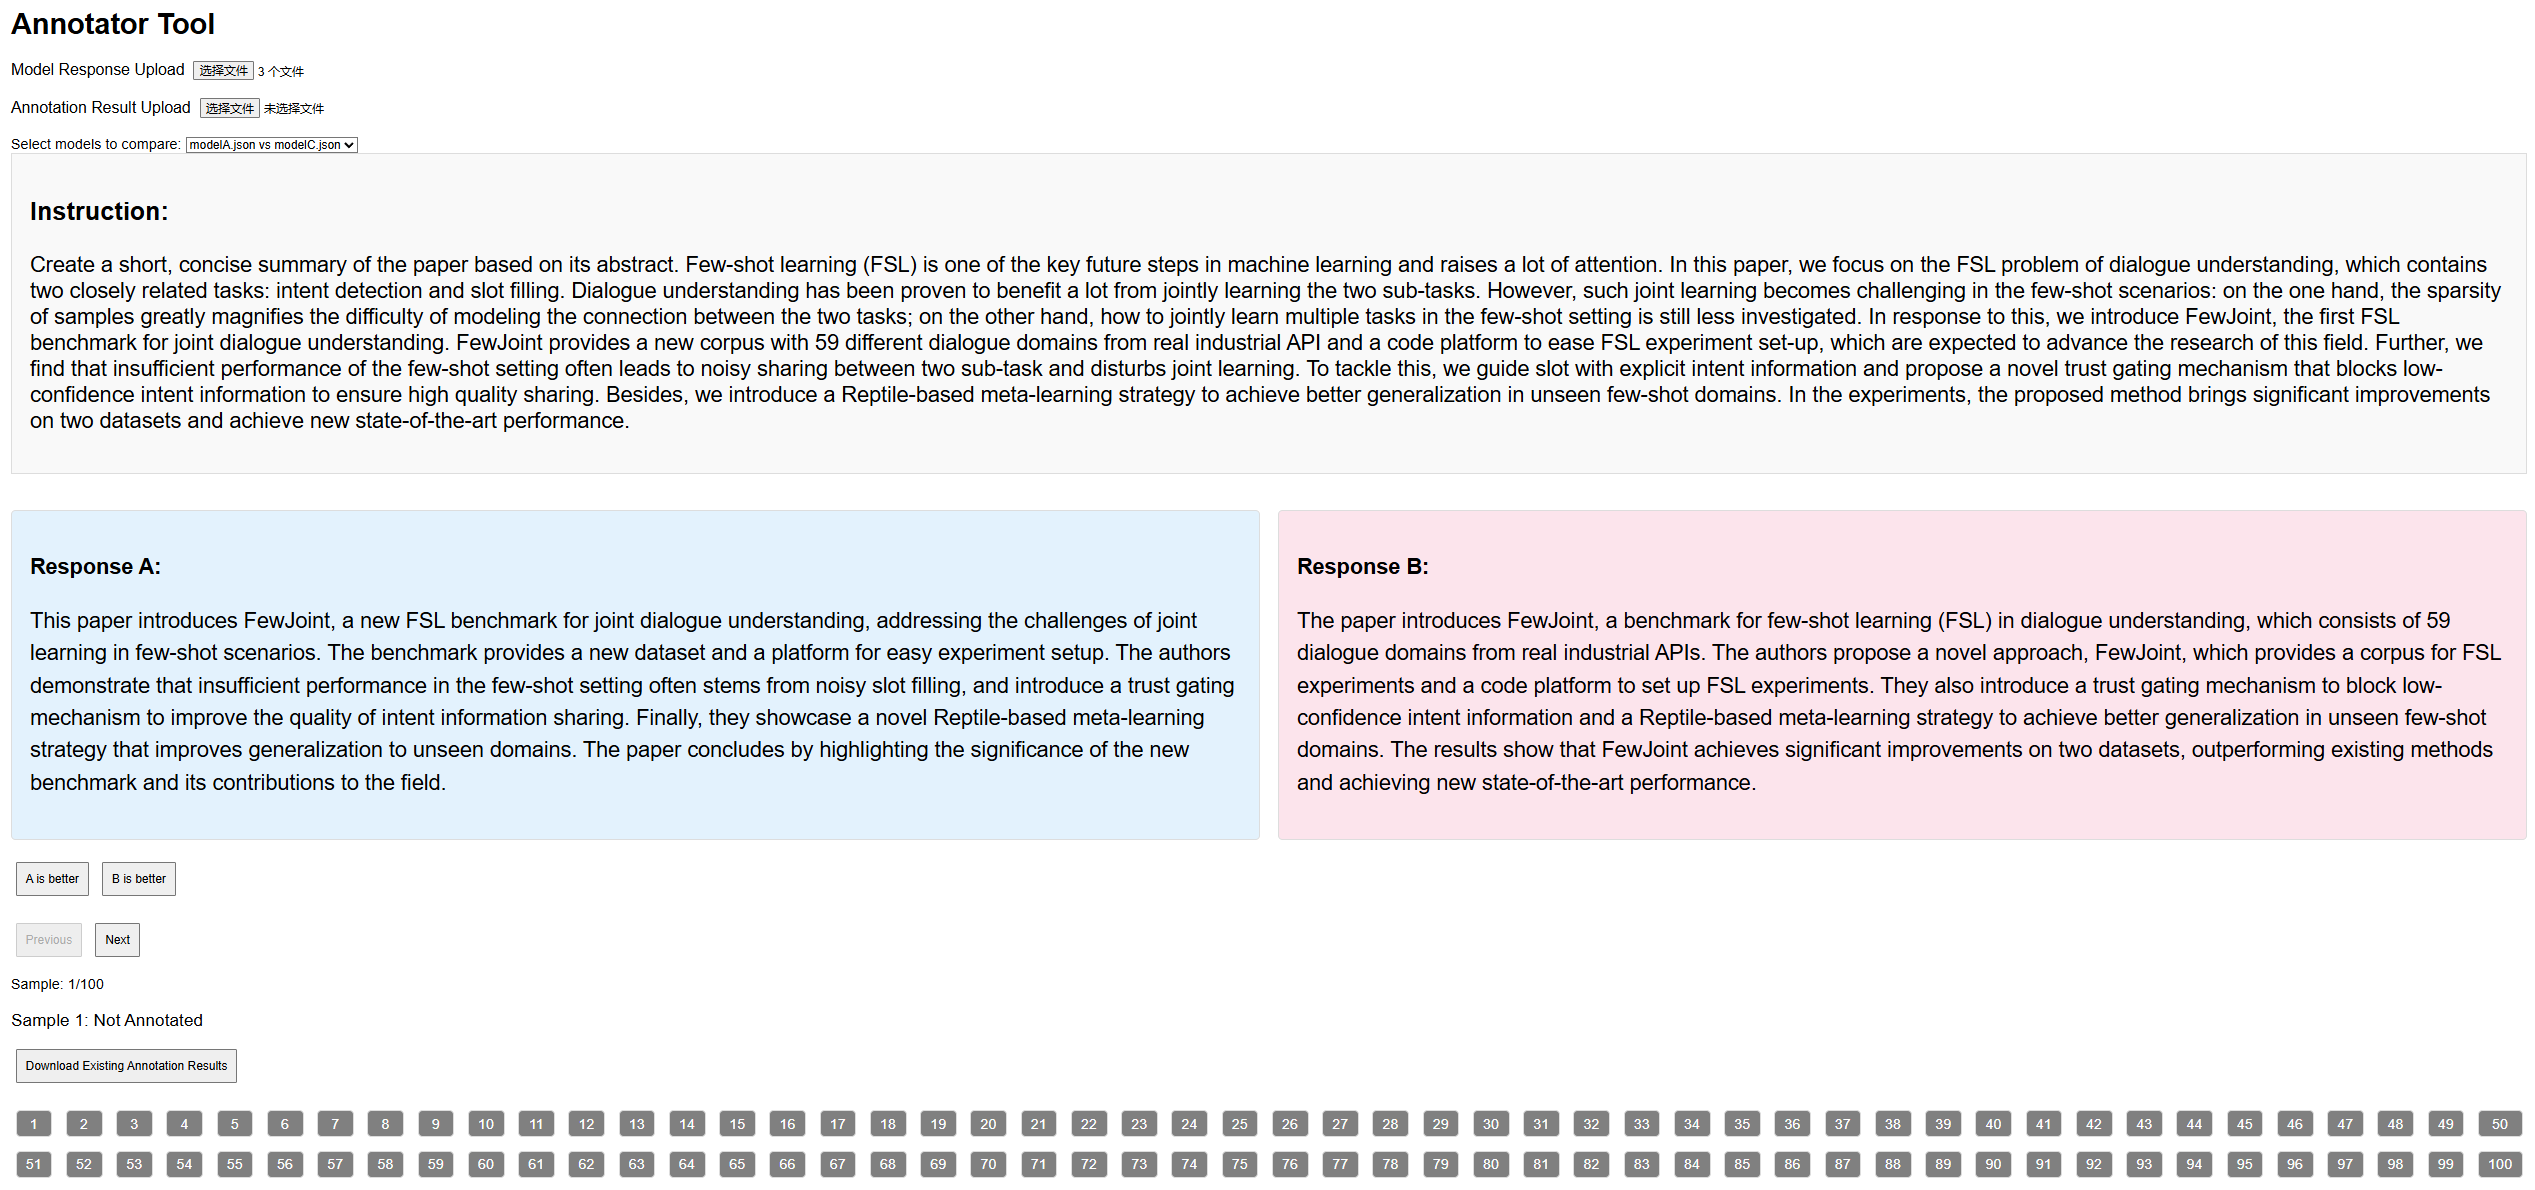 Annotator Tool
Model Response Upload 选择文件 3 个文件
Annotation Result Upload 选择文件 未选择文件
Select models to compare: modelA.json vs modelC.json
Instruction:
Create a short, concise summary of the paper based on its abstract. Few-shot learning (FSL) is one of the key future steps in machine learning and raises a lot of attention. In this paper, we focus on the FSL problem of dialogue understanding, which contains
two closely related tasks: intent detection and slot filling. Dialogue understanding has been proven to benefit a lot from jointly learning the two sub-tasks. However, such joint learning becomes challenging in the few-shot scenarios: on the one hand, the sparsity
of samples greatly magnifies the difficulty of modeling the connection between the two tasks; on the other hand, how to jointly learn multiple tasks in the few-shot setting is still less investigated. In response to this, we introduce FewJoint, the first FSL
benchmark for joint dialogue understanding. FewJoint provides a new corpus with 59 different dialogue domains from real industrial API and a code platform to ease FSL experiment set-up, which are expected to advance the research of this field. Further, we
find that insufficient performance of the few-shot setting often leads to noisy sharing between two sub-task and disturbs joint learning. To tackle this, we guide slot with explicit intent information and propose a novel trust gating mechanism that blocks low-
confidence intent information to ensure high quality sharing. Besides, we introduce a Reptile-based meta-learning strategy to achieve better generalization in unseen few-shot domains. In the experiments, the proposed method brings significant improvements
on two datasets and achieve new state-of-the-art performance.
Response A:
This paper introduces FewJoint, a new FSL benchmark for joint dialogue understanding, addressing the challenges of joint
learning in few-shot scenarios. The benchmark provides a new dataset and a platform for easy experiment setup. The authors
demonstrate that insufficient performance in the few-shot setting often stems from noisy slot filling, and introduce a trust gating
mechanism to improve the quality of intent information sharing. Finally, they showcase a novel Reptile-based meta-learning
strategy that improves generalization to unseen domains. The paper concludes by highlighting the significance of the new
benchmark and its contributions to the field.
Response B:
The paper introduces FewJoint, a benchmark for few-shot learning (FSL) in dialogue understanding, which consists of 59
dialogue domains from real industrial APIs. The authors propose a novel approach, FewJoint, which provides a corpus for FSL
experiments and a code platform to set up FSL experiments. They also introduce a trust gating mechanism to block low-
confidence intent information and a Reptile-based meta-learning strategy to achieve better generalization in unseen few-shot
domains. The results show that FewJoint achieves significant improvements on two datasets, outperforming existing methods
and achieving new state-of-the-art performance.
A is better B is better
Previous Next
Sample: 1/100
Sample 1: Not Annotated
Download Existing Annotation Results
1 2 3 4 5 6 7 8 9 10 11 12 13 14 15 16 17 18 19 20 21 22 23 24 25 26 27 28 29 30 31 32 33 34 35 36 37 38 39 40 41 42 43 44 45 46 47 48 49 50
51 52 53 54 55 56 57 58 59 60 61 62 63 64 65 66 67 68 69 70 71 72 73 74 75 76 77 78 79 80 81 82 83 84 85 86 87 88 89 90 91 92 93 94 95 96 97 98 99 100